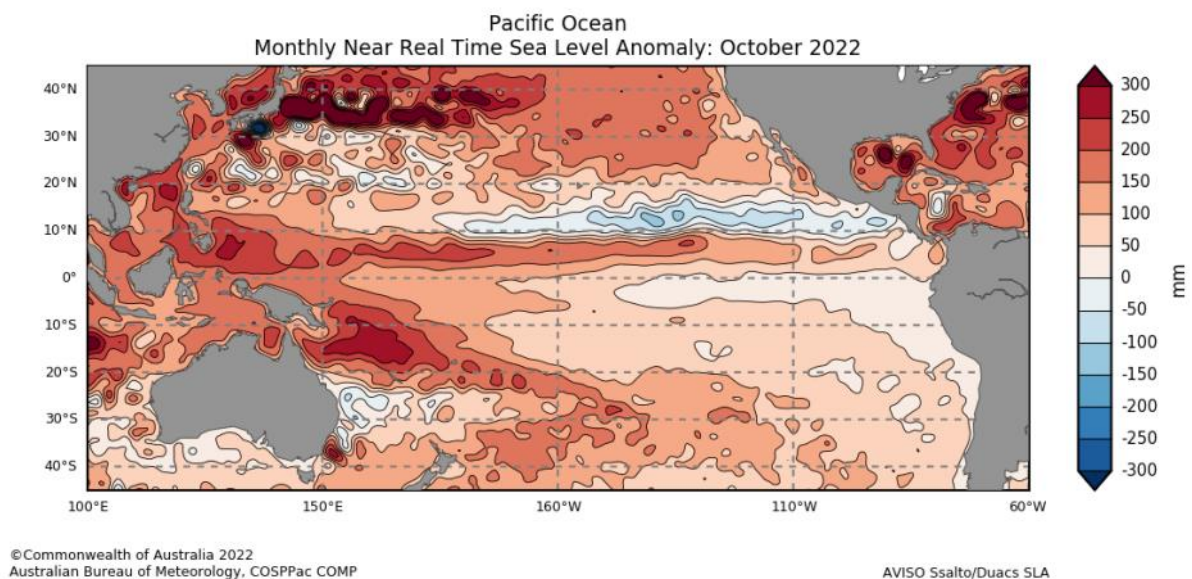 Pacific Ocean
Monthly Near Real Time Sea Level Anomaly: October 2022
40°N
30°N
20°N
10°N
0°
10°S
20°S
30°S
40°S
100°E 150°E 160°W 110°W 60°W
300
250
200
150
100
50
0
-50
-100
-150
-200
-250
-300
mm
©Commonwealth of Australia 2022
Australian Bureau of Meteorology, COSPPac COMP
AVISO Ssalto/Duacs SLA